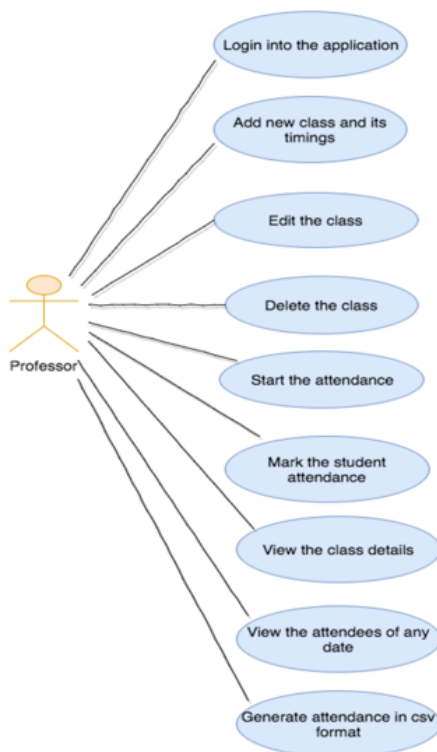 Login into the application
Add new class and its
timings
Edit the class
Delete the class
Professor
Start the attendance
Mark the student
attendance
View the class details
View the attendees of any
date
Generate attendance in csv
format